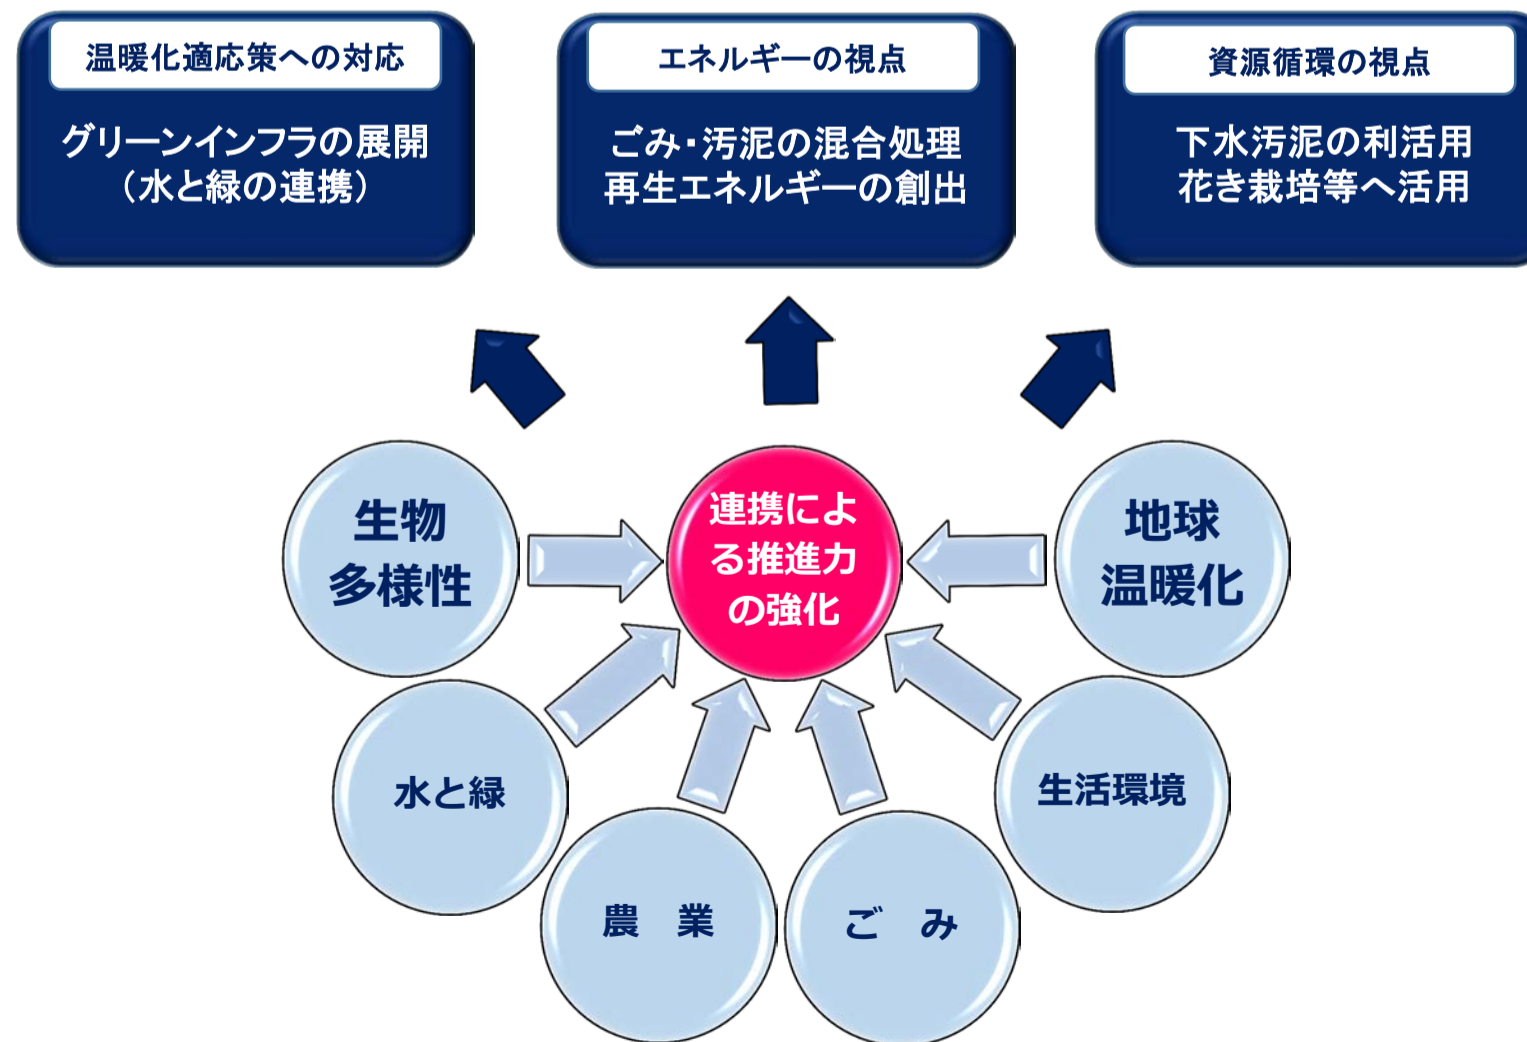 温暖化適応策への対応
グリーンインフラの展開
（水と緑の連携）
エネルギーの視点
ごみ・汚泥の混合処理
再生エネルギーの創出
資源循環の視点
下水汚泥の利活用
花き栽培等へ活用
生物
多様性
連携によ
る推進力
の強化
地球
温暖化
水と緑
生活環境
農　業
ご　み